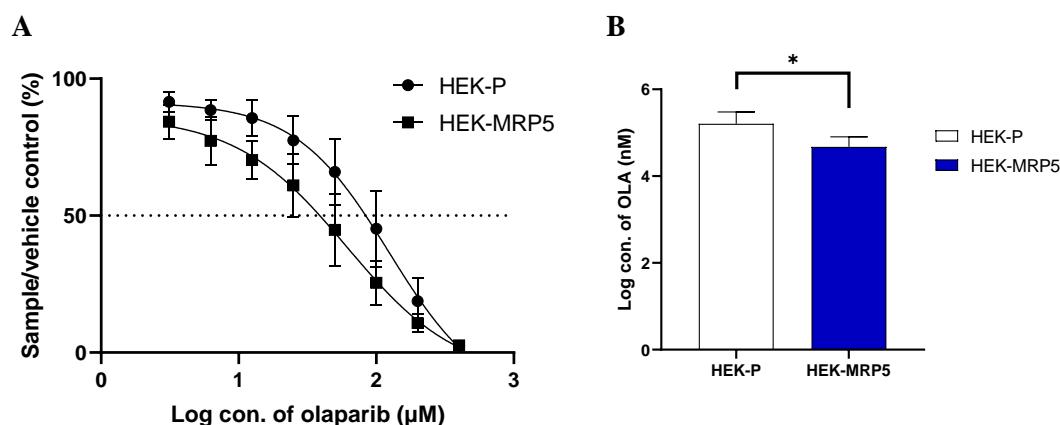 A
Sample/vehicle control (%)
100
50
0
0
1
2
3
Log con. of olaparib (µM)
HEK-P
HEK-MRP5
B
*
Log con. of OLA (nM)
6
4
2
0
HEK-P
HEK-MRP5
HEK-P
HEK-MRP5